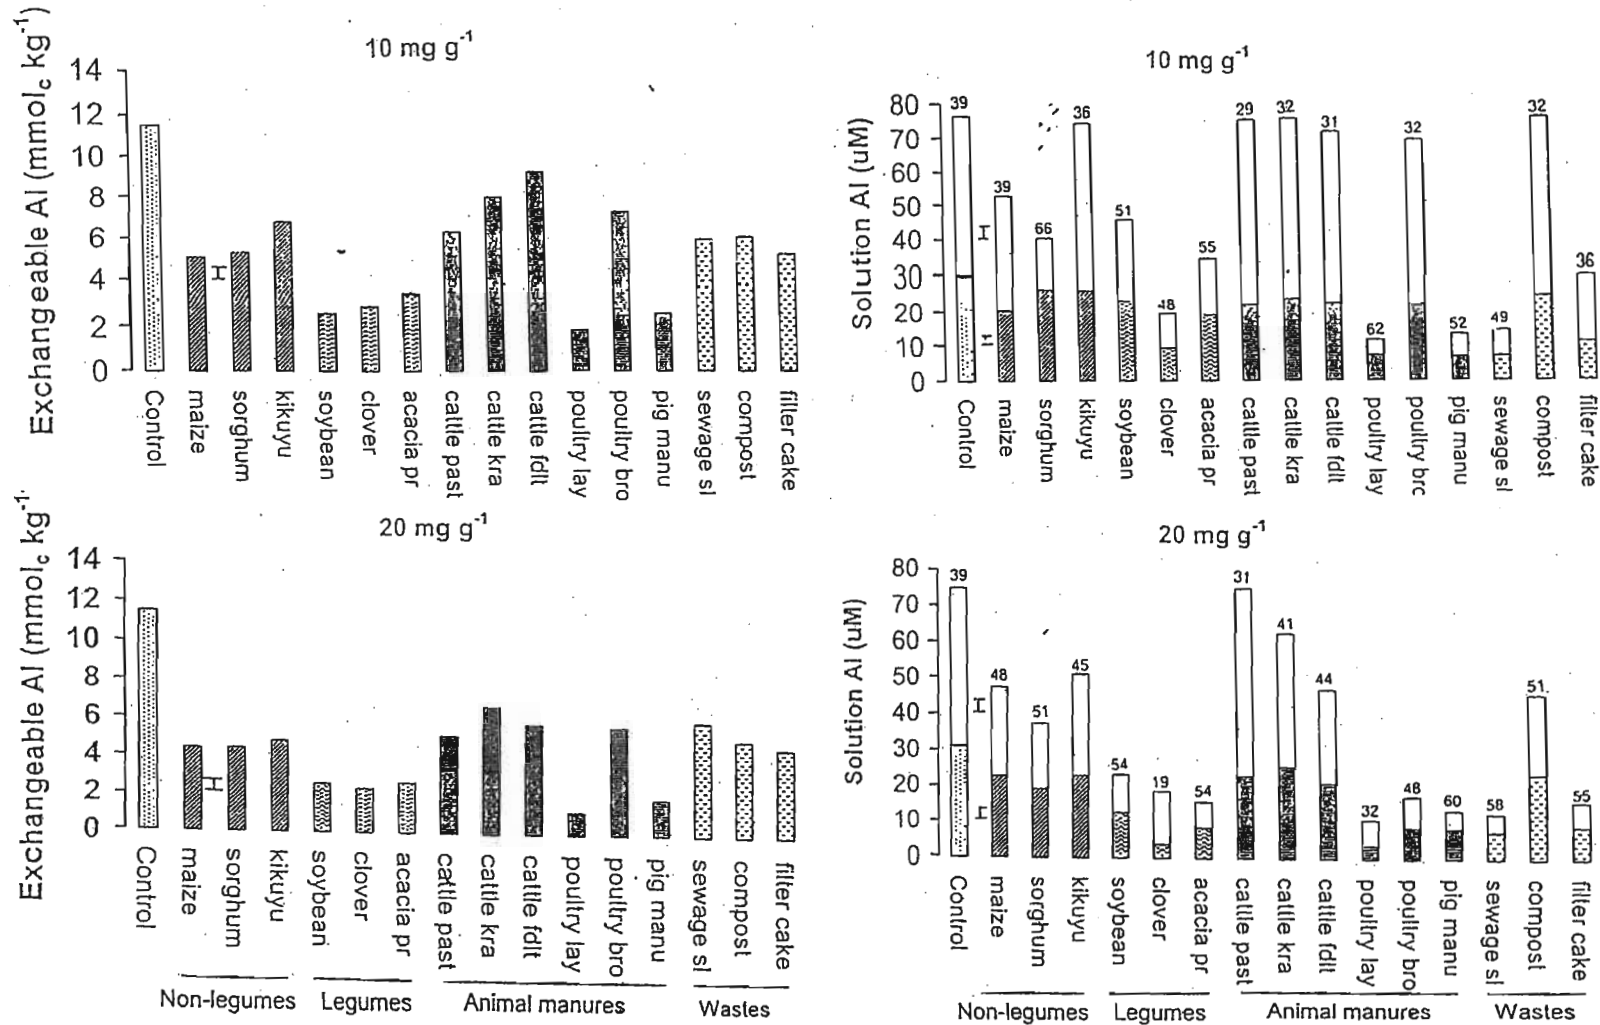 10 mg g-1
Exchangeable Al (mmolc kg-1)
14
12
10
8
6
4
2
0
Control
maize
sorghum
kikuyu
soybean
clover
acacia pr
cattle past
cattle kra
cattle fdlt
poultry lay
poultry bro
pig manu
sewage sl
compost
filter cake
10 mg g-1
Solution Al (uM)
80
70
60
50
40
30
20
10
0
39
39
66
36
51
48
55
29
32
31
62
32
52
49
32
36
Control
maize
sorghum
kikuyu
soybean
clover
acacia pr
cattle past
cattle kra
cattle fdlt
poultry lay
poultry brc
pig manu
sewage sl
compost
filter cake
20 mg g-1
Exchangeable Al (mmolc kg-1
14
12
10
8
6
4
2
0
Control
maize
sorghum
kikuyu
soybean
clover
acacia pr
cattle past
cattle kra
cattle fdlt
poultry lay
poultry bro
pig manu
sewage sl
compost
filter cake
Non-legumes Legumes Animal manures Wastes
20 mg g-1
Solution Al (uM)
80
70
60
50
40
30
20
10
0
39
48
51
45
54
19
54
31
41
44
32
48
60
58
51
Control
maize
sorghum
kikuyu
soybean
clover
acacia pr
cattle past
cattle kra
cattle fdlt
poultry lay
poultry bro
pig manu
sewage sl
compost
filter cake
Non-legumes Legumes Animal manures Wastes